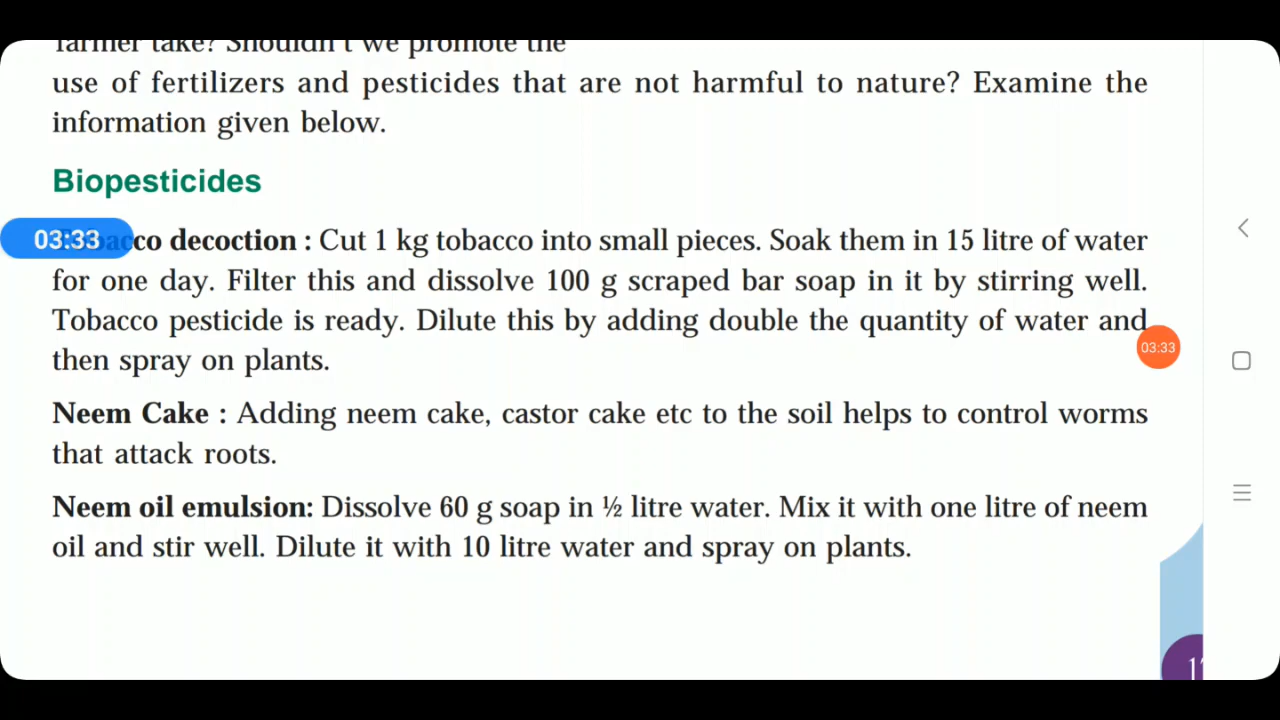 farmer take? Shouldn't we promote the
use of fertilizers and pesticides that are not harmful to nature? Examine the
information given below.
Biopesticides
03:33 co decoction : Cut 1 kg tobacco into small pieces. Soak them in 15 litre of water
for one day. Filter this and dissolve 100 g scraped bar soap in it by stirring well.
Tobacco pesticide is ready. Dilute this by adding double the quantity of water and
then spray on plants.
03:33
Neem Cake : Adding neem cake, castor cake etc to the soil helps to control worms
that attack roots.
Neem oil emulsion: Dissolve 60 g soap in ½ litre water. Mix it with one litre of neem
oil and stir well. Dilute it with 10 litre water and spray on plants.